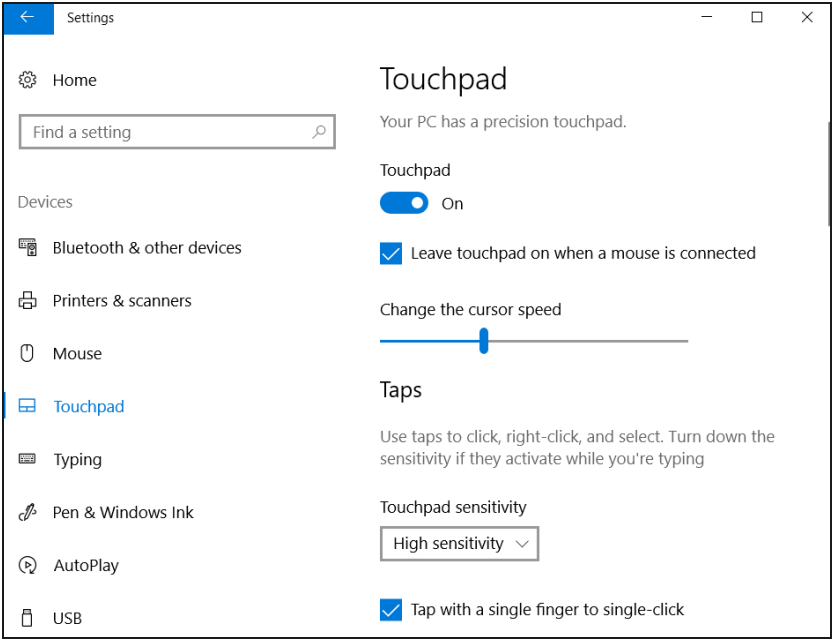 Settings
Home
Find a setting
Devices
Bluetooth & other devices
Printers & scanners
Mouse
Touchpad
Typing
Pen & Windows Ink
AutoPlay
USB
Touchpad
Your PC has a precision touchpad.
Touchpad
On
Leave touchpad on when a mouse is connected
Change the cursor speed
Taps
Use taps to click, right-click, and select. Turn down the
sensitivity if they activate while you're typing
Touchpad sensitivity
High sensitivity
Tap with a single finger to single-click